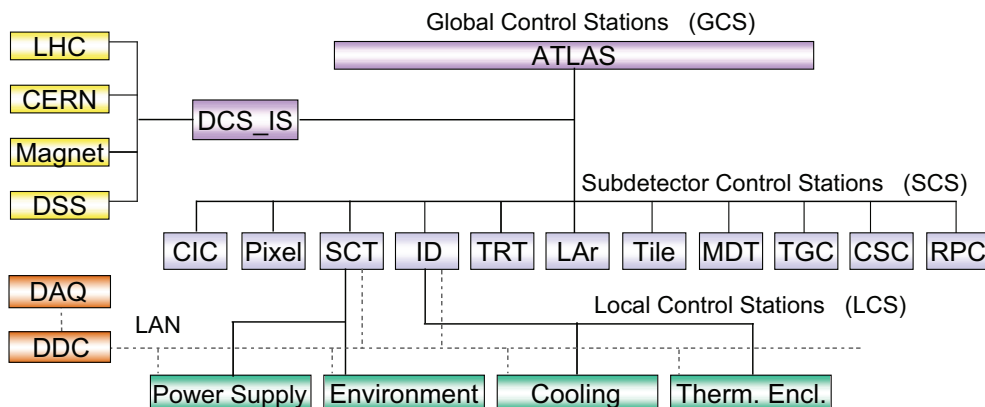 Global Control Stations (GCS)
LHC
ATLAS
CERN
DCS_IS
Magnet
DSS
Subdetector Control Stations (SCS)
CIC Pixel SCT ID TRT LAr Tile MDT TGC CSC RPC
DAQ
Local Control Stations (LCS)
LAN
DDC
Power Supply Environment Cooling Therm. Encl.